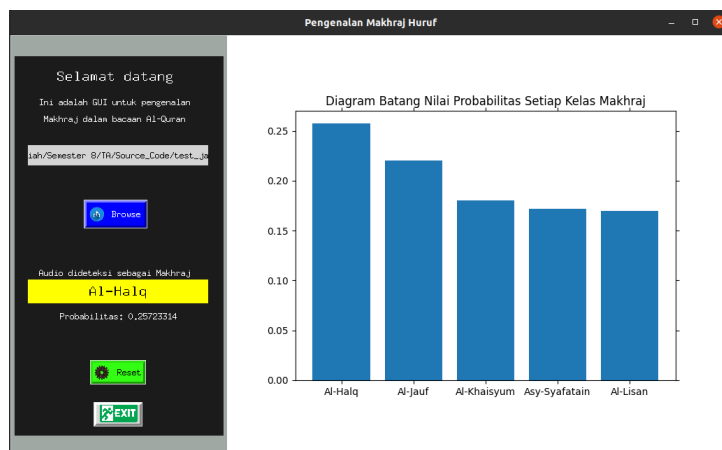 Pengenalan Makhraj Huruf
Selamat datang
Ini adalah GUI untuk pengenalan
Makhraj dalam bacaan Al-Quran
iah/Semester 8/TA/Source_Code/test_ja
Browse
Audio dideteksi sebagai Makhraj
Al-Halq
Probabilitas: 0.25723314
Reset
EXIT
Diagram Batang Nilai Probabilitas Setiap Kelas Makhraj
0.25
0.20
0.15
0.10
0.05
0.00
Al-Halq Al-Jauf Al-Khaisyum Asy-Syafatain Al-Lisan